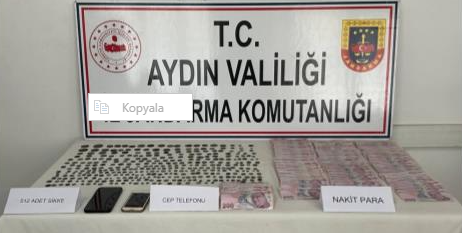 T.C.
AYDIN VALİLİĞİ
Kopyala
JANDARMA KOMUTANLIĞI
ADET SİKKE
CEP TELEFONU
NAKİT PARA